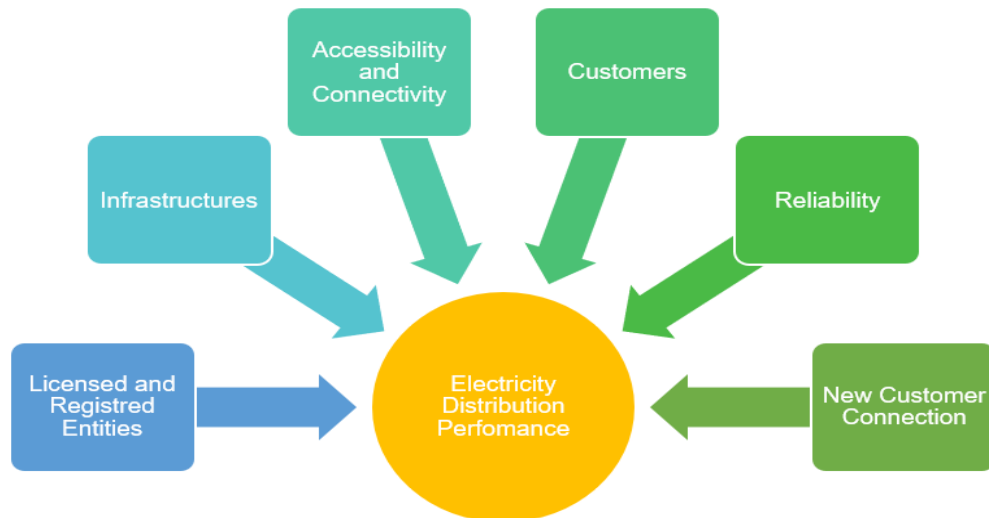 Accessibility
and
Connectivity
Customers
Infrastructures
Reliability
Licensed and
Registred
Entities
Electricity
Distribution
Perfomance
New Customer
Connection